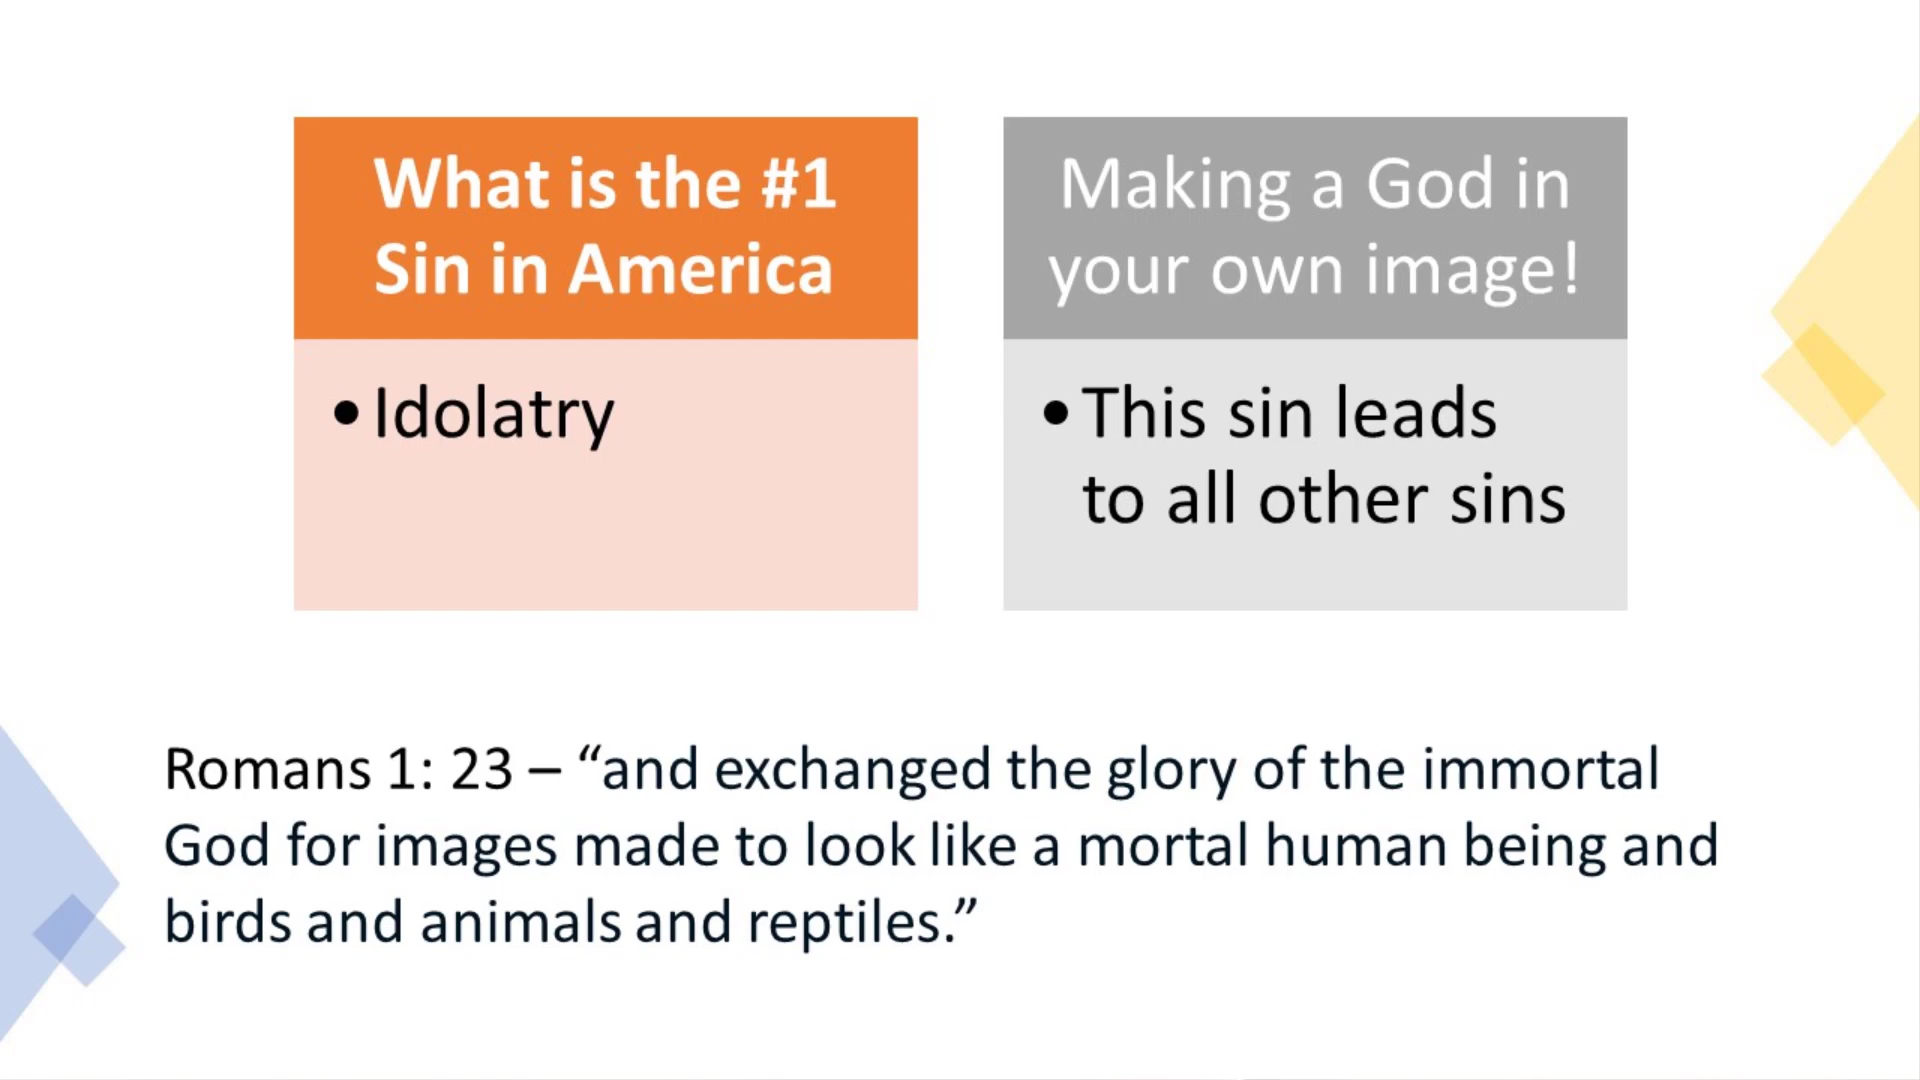 What is the #1
Sin in America
• Idolatry
Making a God in
your own image!
• This sin leads
to all other sins
Romans 1: 23 – “and exchanged the glory of the immortal
God for images made to look like a mortal human being and
birds and animals and reptiles.”